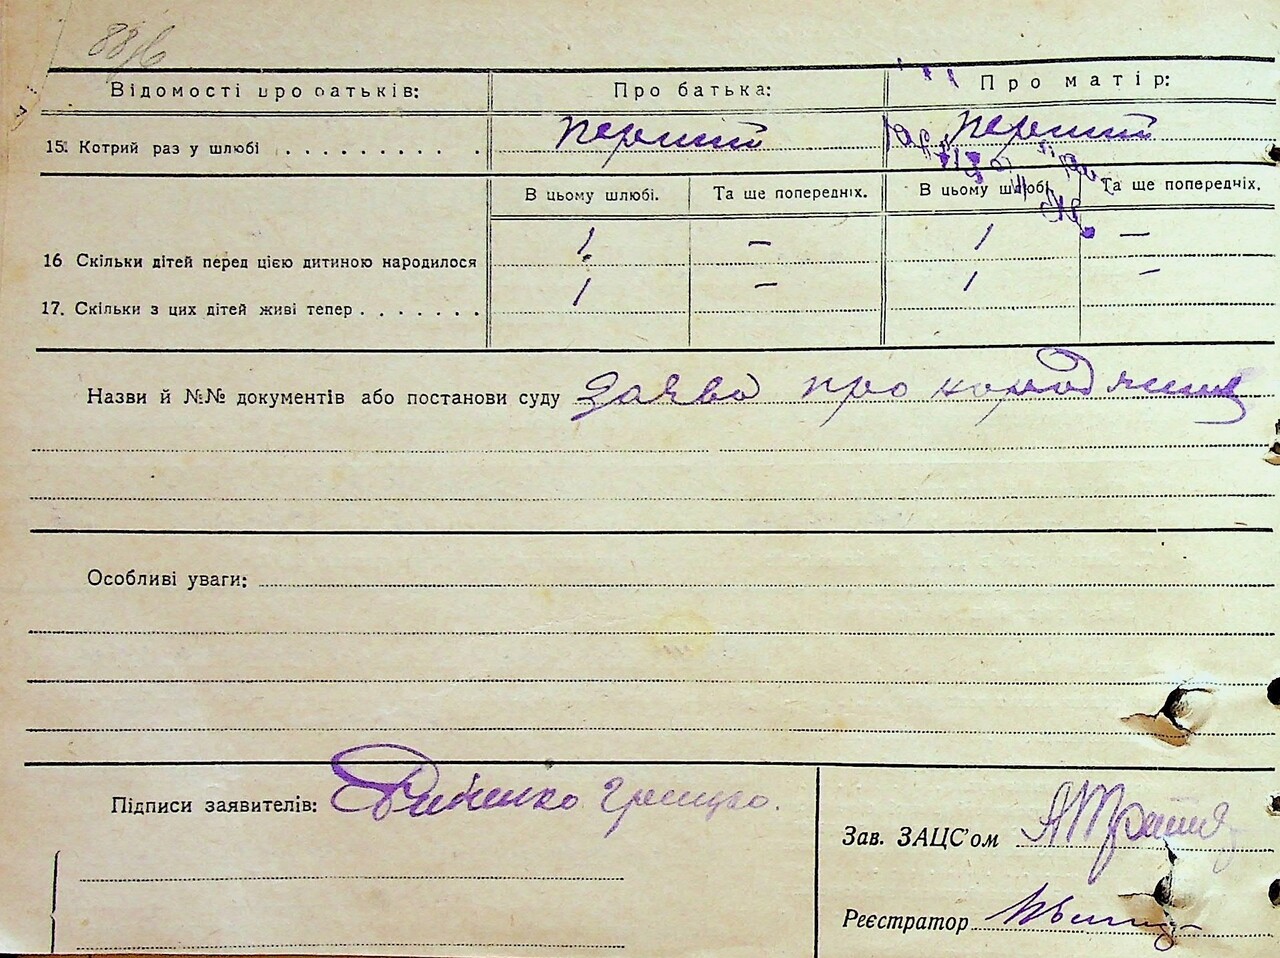 88/6
Відомості про батьків: Про батька: Про матір:
15. Котрий раз у шлюбі . . . . . . . . . . перший перший
В цьому шлюбі. Та ще попередніх. В цьому шлюбі Та ще попередніх.
16 Скільки дітей перед цією дитиною народилося 1 — 1 —
17. Скільки з цих дітей живі тепер . . . . . . . 1 — 1 —
Назви й №№ документів або постанови суду заява про народження
Особливі уваги:
Підписи заявителів: Грицько.
Зав. ЗАЦС'ом
Реєстратор